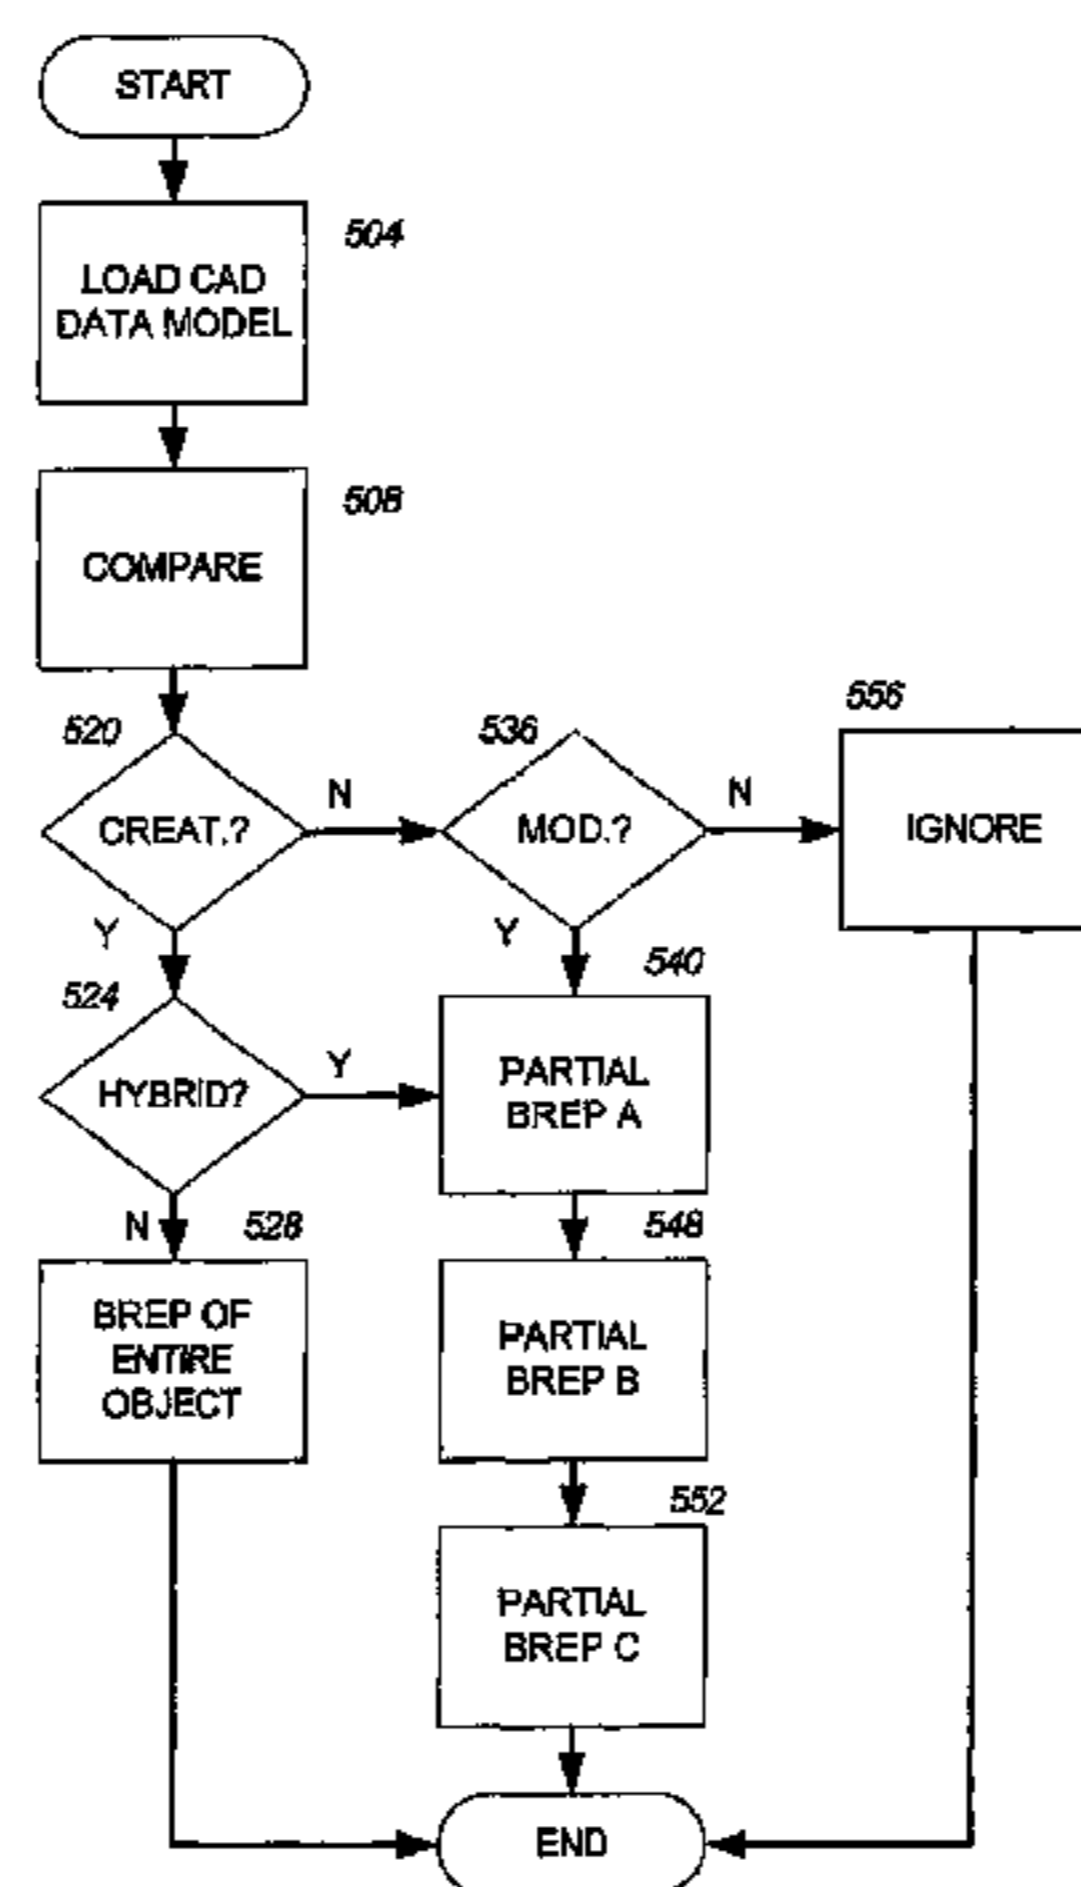 START
504
LOAD CAD
DATA MODEL
508
COMPARE
520
CREAT.?
N
536
MOD.?
N
556
IGNORE
Y
524
HYBRID?
Y
Y
540
PARTIAL
BREP A
N
528
BREP OF
ENTIRE
OBJECT
548
PARTIAL
BREP B
552
PARTIAL
BREP C
END